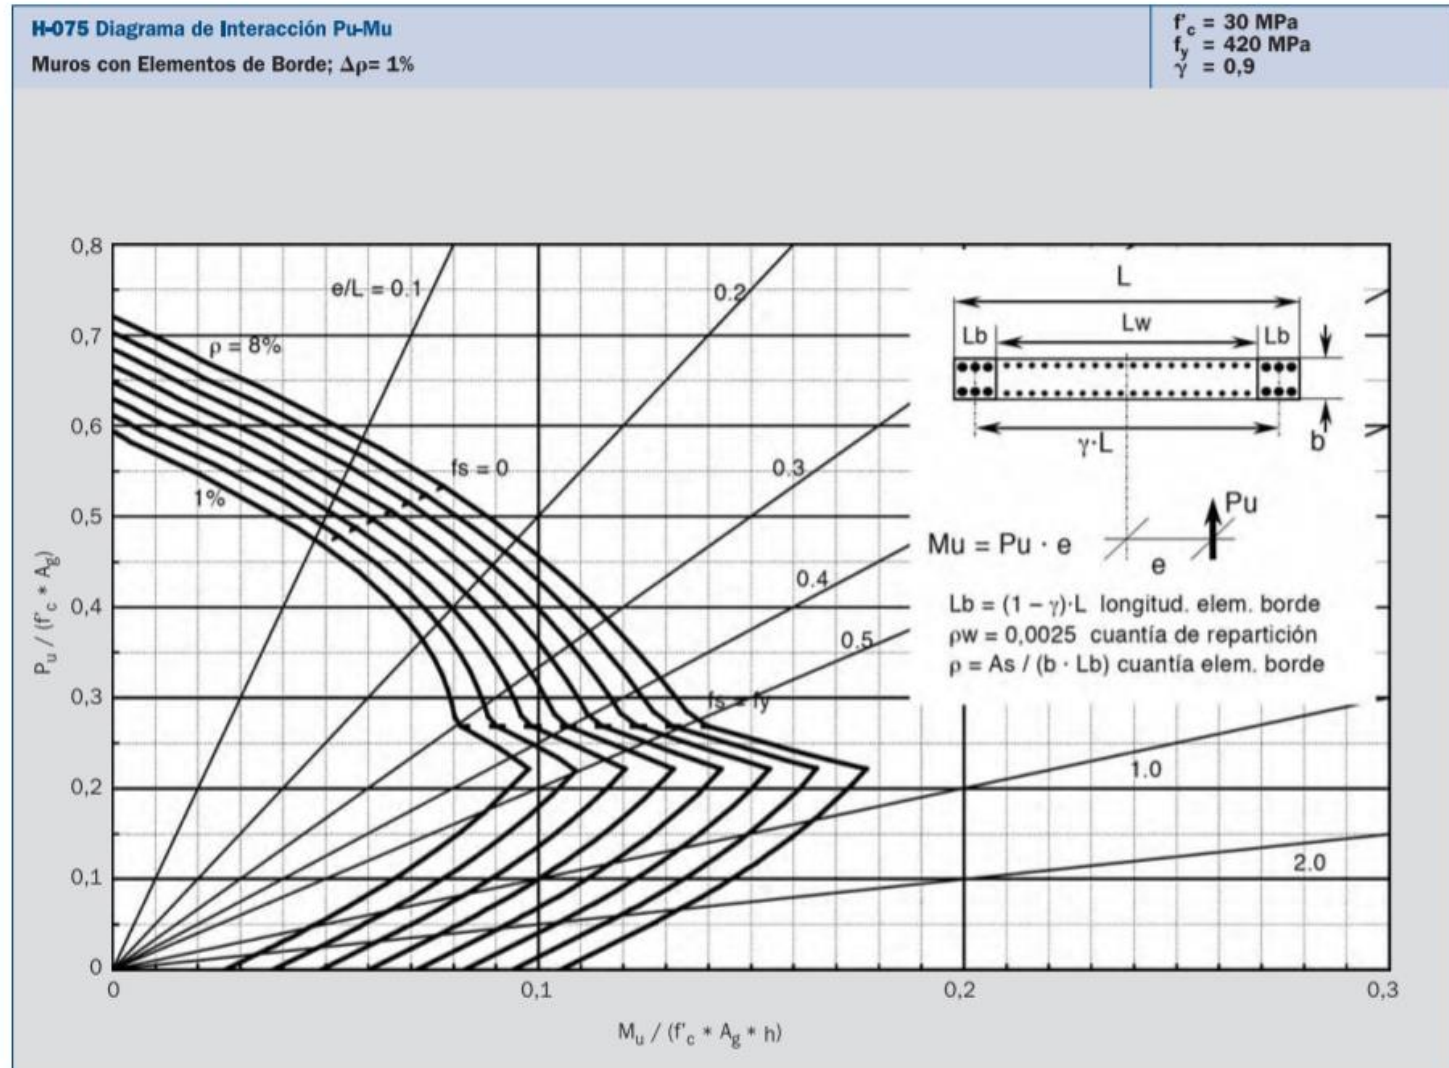 H-075 Diagrama de Interacción Pu-Mu
Muros con Elementos de Borde; Δρ= 1%
f'c = 30 MPa
fy = 420 MPa
γ = 0,9
0,8
0,7
0,6
0,5
0,4
0,3
0,2
0,1
0
Pu / (f'c * Ag)
e/L = 0.1
0.2
0.3
0.4
0.5
1.0
2.0
ρ = 8%
1%
fs = 0
fs = fy
L
Lb
Lw
Lb
γ·L
b
Pu
Mu = Pu · e
e
Lb = (1 – γ)·L longitud. elem. borde
ρw = 0,0025 cuantía de repartición
ρ = As / (b · Lb) cuantía elem. borde
0
0,1
0,2
0,3
Mu / (f'c * Ag * h)